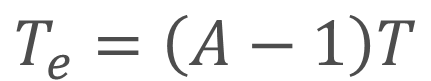 Tₑ = (A − 1)T